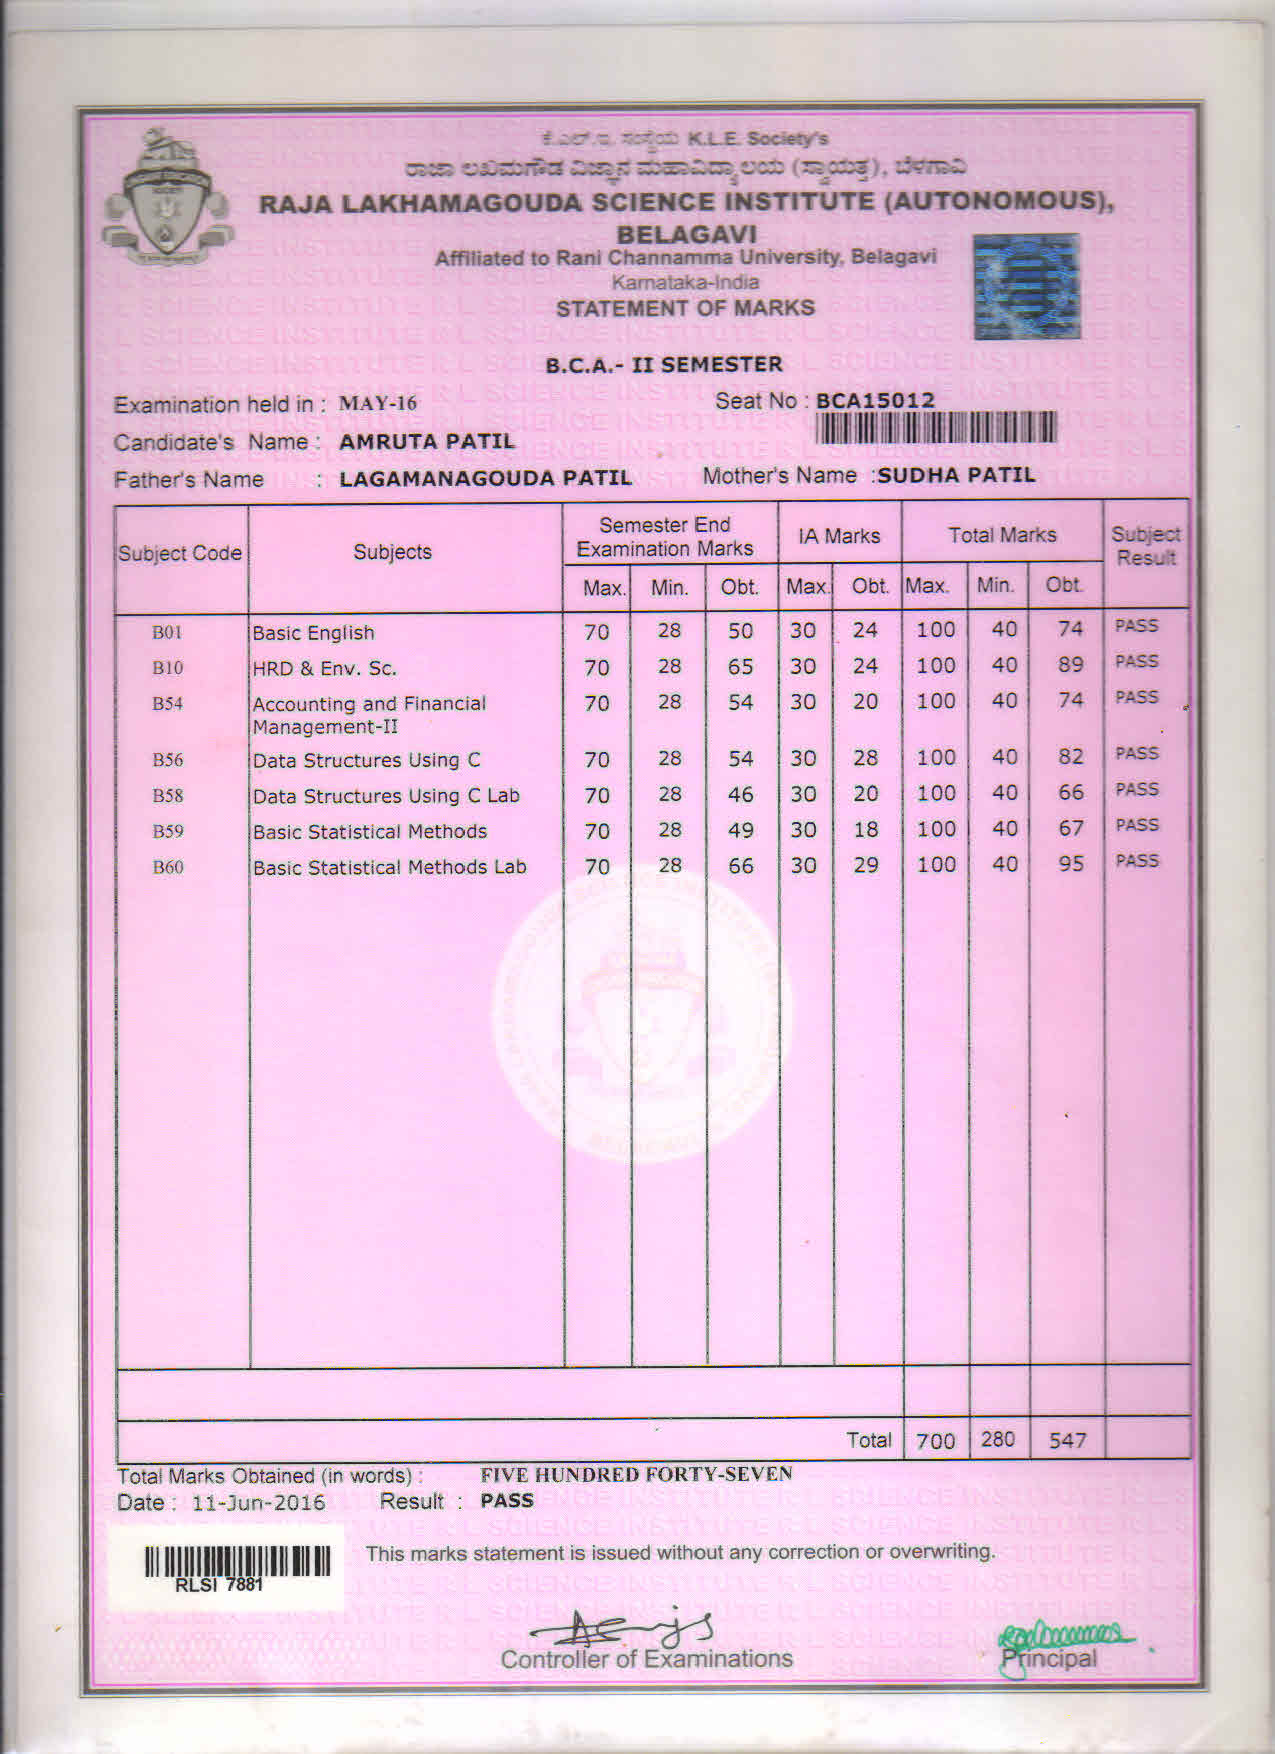 ಕೆ.ಎಲ್.ಇ. ಸಂಸ್ಥೆಯ K.L.E. Society's
ರಾಜಾ ಲಖಮಗೌಡ ವಿಜ್ಞಾನ ಮಹಾವಿದ್ಯಾಲಯ (ಸ್ವಾಯತ್ತ), ಬೆಳಗಾವಿ
RAJA LAKHAMAGOUDA SCIENCE INSTITUTE (AUTONOMOUS),
BELAGAVI
Affiliated to Rani Channamma University, Belagavi
Karnataka-India
STATEMENT OF MARKS
B.C.A.- II SEMESTER
Examination held in : MAY-16 Seat No : BCA15012
Candidate's Name : AMRUTA PATIL
Father's Name : LAGAMANAGOUDA PATIL Mother's Name :SUDHA PATIL
Subject Code Subjects Semester End Examination Marks IA Marks Total Marks Subject Result
Max. Min. Obt. Max. Obt. Max. Min. Obt.
B01 Basic English 70 28 50 30 24 100 40 74 PASS
B10 HRD & Env. Sc. 70 28 65 30 24 100 40 89 PASS
B54 Accounting and Financial 70 28 54 30 20 100 40 74 PASS
Management-II
B56 Data Structures Using C 70 28 54 30 28 100 40 82 PASS
B58 Data Structures Using C Lab 70 28 46 30 20 100 40 66 PASS
B59 Basic Statistical Methods 70 28 49 30 18 100 40 67 PASS
B60 Basic Statistical Methods Lab 70 28 66 30 29 100 40 95 PASS
Total 700 280 547
Total Marks Obtained (in words) : FIVE HUNDRED FORTY-SEVEN
Date : 11-Jun-2016 Result : PASS
This marks statement is issued without any correction or overwriting.
RLSI 7881
Controller of Examinations Principal